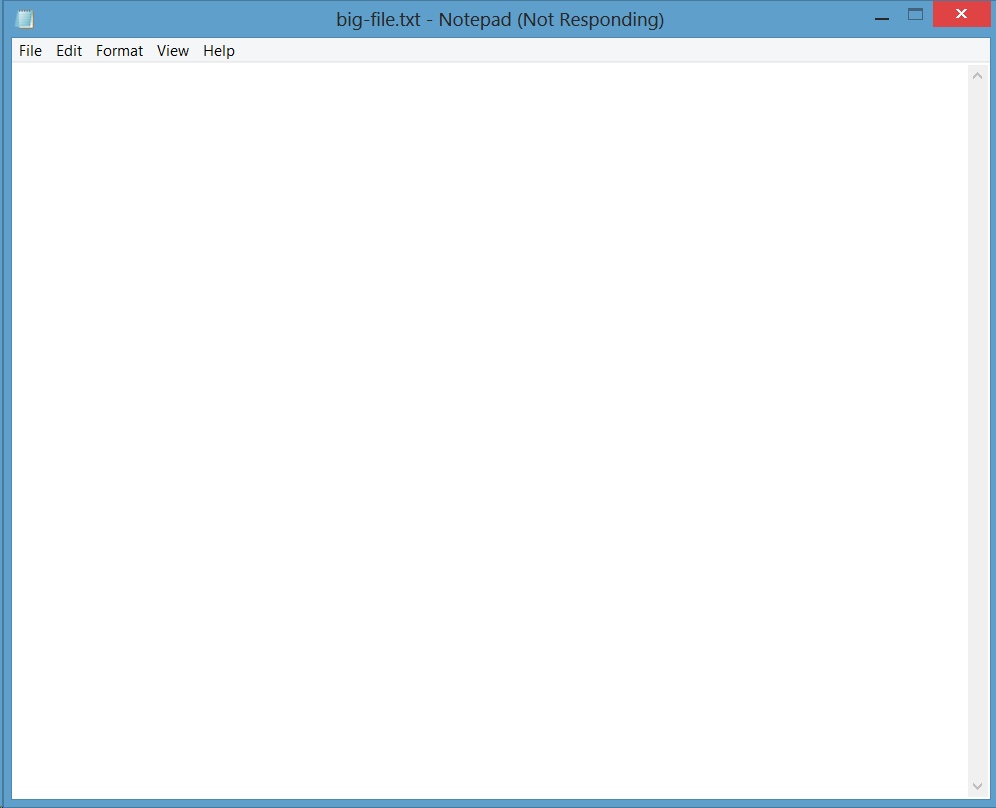 big-file.txt - Notepad (Not Responding)
File Edit Format View Help